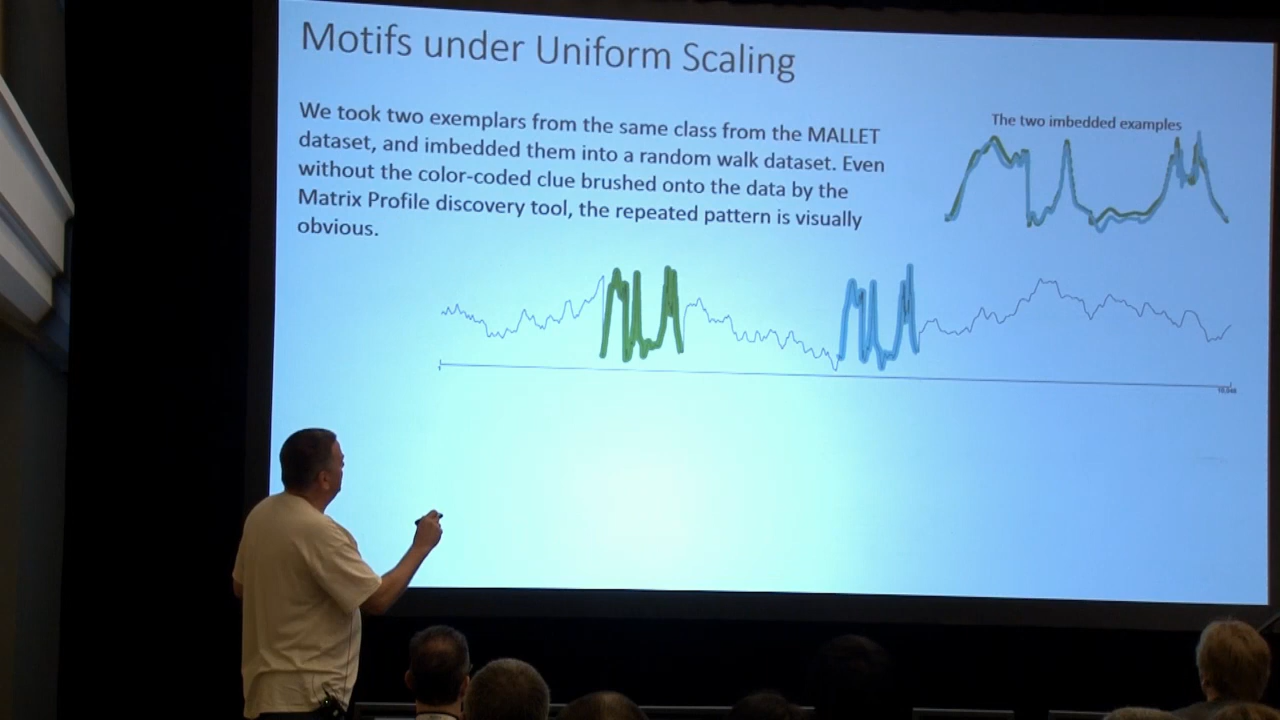 Motifs under Uniform Scaling
We took two exemplars from the same class from the MALLET
dataset, and imbedded them into a random walk dataset. Even
without the color-coded clue brushed onto the data by the
Matrix Profile discovery tool, the repeated pattern is visually
obvious.
The two imbedded examples